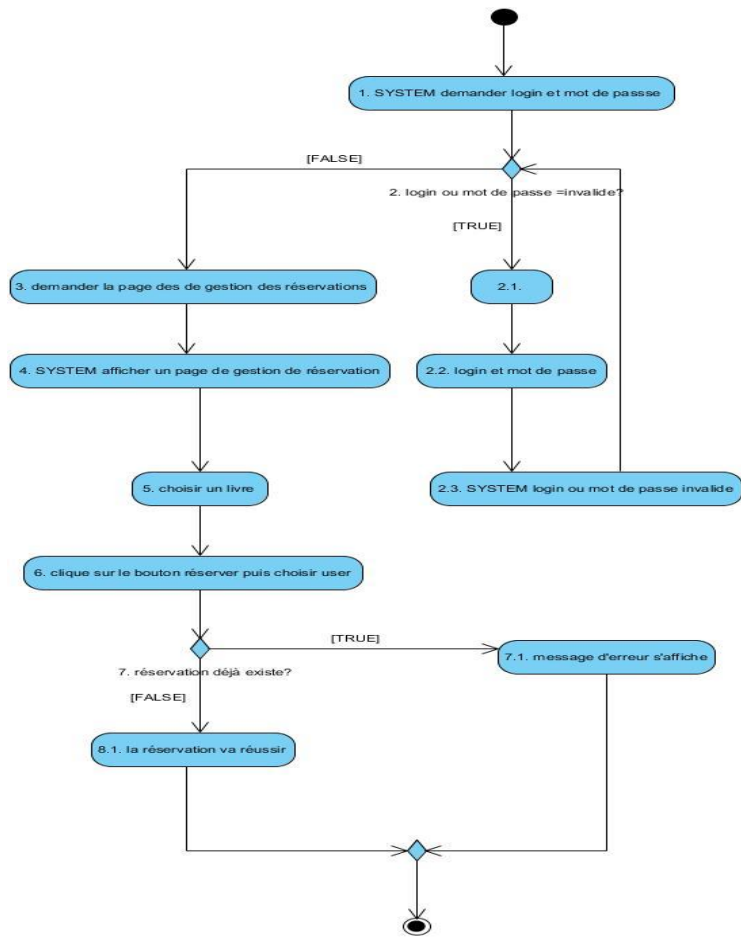 1. SYSTEM demander login et mot de passse
[FALSE]
2. login ou mot de passe =invalide?
[TRUE]
3. demander la page des de gestion des réservations
2.1.
4. SYSTEM afficher un page de gestion de réservation
2.2. login et mot de passe
5. choisir un livre
2.3. SYSTEM login ou mot de passe invalide
6. clique sur le bouton réserver puis choisir user
[TRUE]
7. réservation déjà existe?
7.1. message d'erreur s'affiche
[FALSE]
8.1. la réservation va réussir